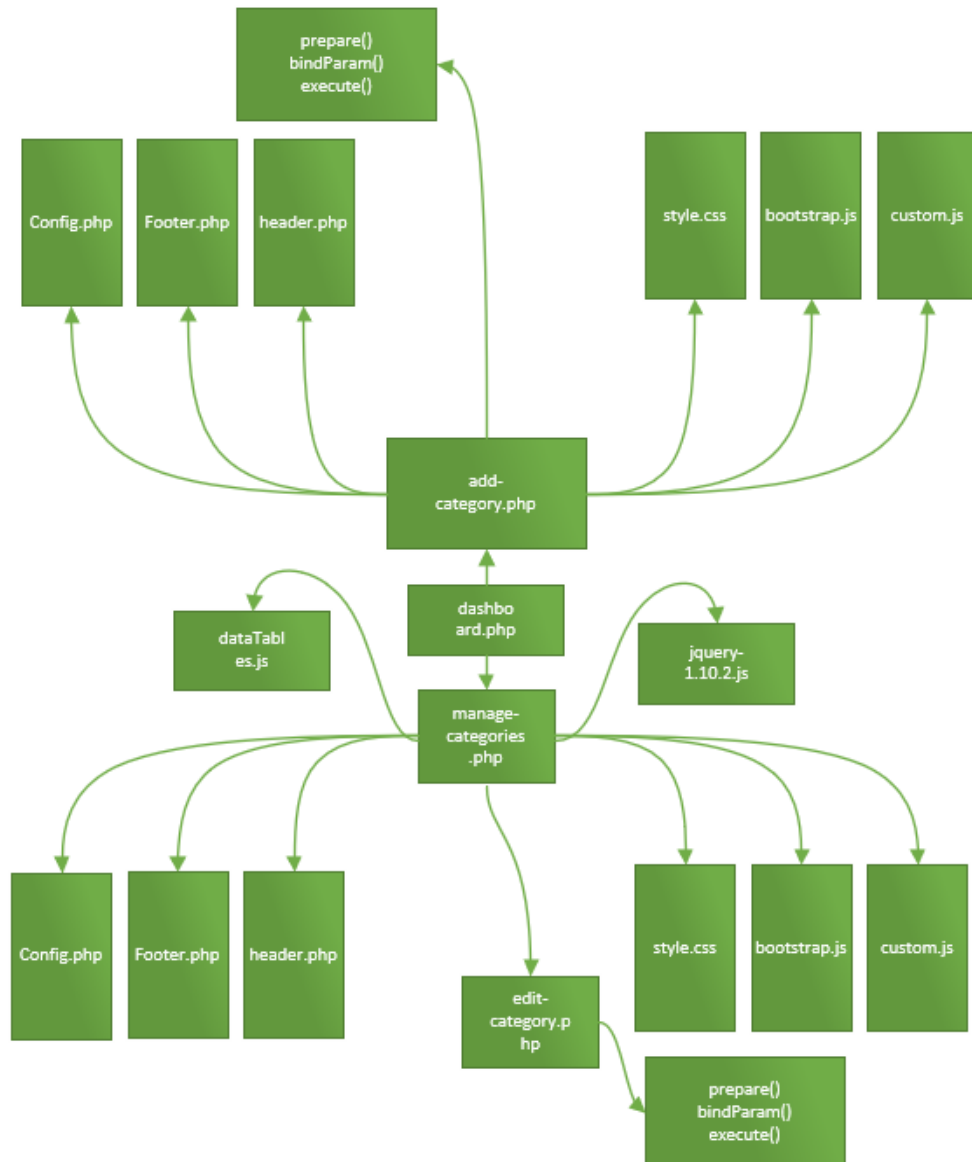 prepare()
bindParam()
execute()
Config.php
Footer.php
header.php
style.css
bootstrap.js
custom.js
add-
category.php
dataTabl
es.js
dashbo
ard.php
jquery-
1.10.2.js
manage-
categories
.php
Config.php
Footer.php
header.php
style.css
bootstrap.js
custom.js
edit-
category.p
hp
prepare()
bindParam()
execute()